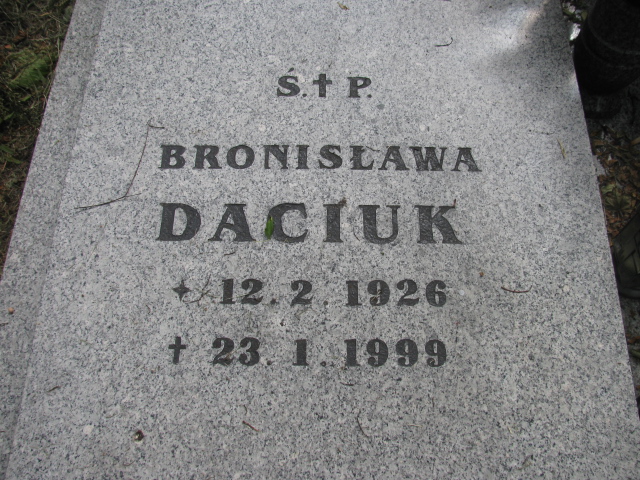 Ś. † P.
BRONISŁAWA
DACIUK
✦ 12. 2. 1926
† 23. 1. 1999